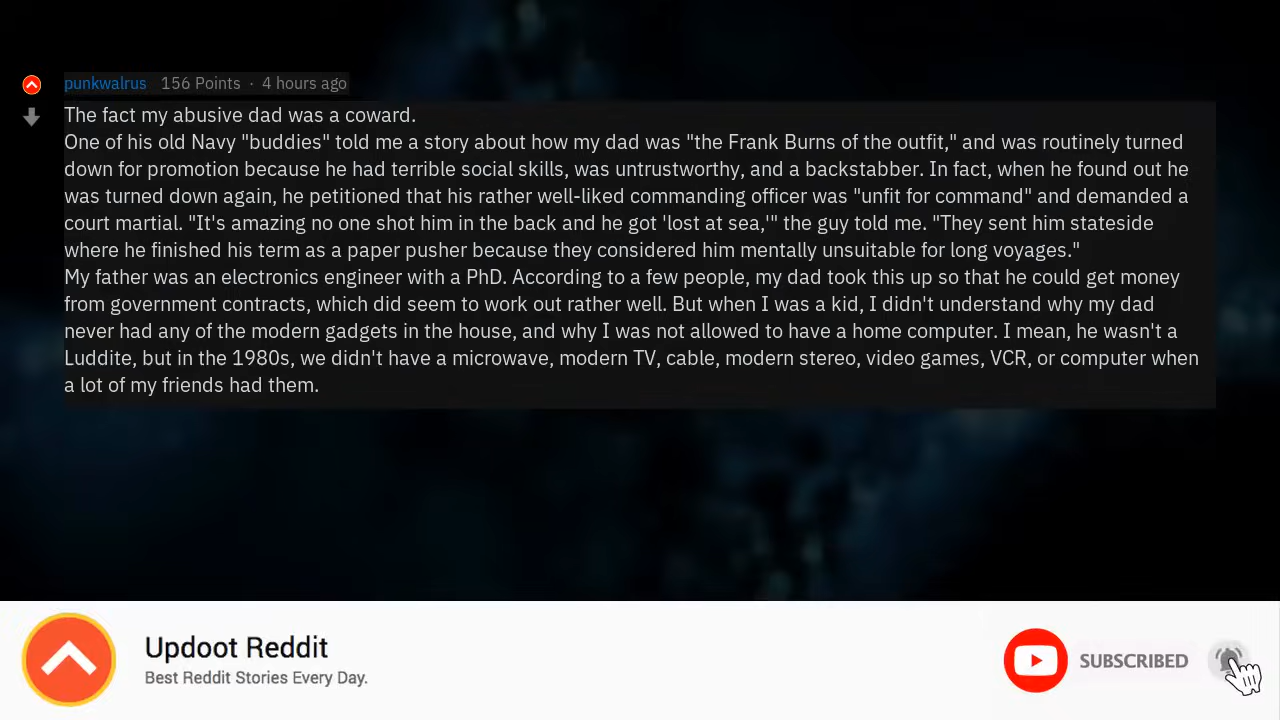 punkwalrus 156 Points · 4 hours ago
The fact my abusive dad was a coward.
One of his old Navy "buddies" told me a story about how my dad was "the Frank Burns of the outfit," and was routinely turned
down for promotion because he had terrible social skills, was untrustworthy, and a backstabber. In fact, when he found out he
was turned down again, he petitioned that his rather well-liked commanding officer was "unfit for command" and demanded a
court martial. "It's amazing no one shot him in the back and he got 'lost at sea,'" the guy told me. "They sent him stateside
where he finished his term as a paper pusher because they considered him mentally unsuitable for long voyages."
My father was an electronics engineer with a PhD. According to a few people, my dad took this up so that he could get money
from government contracts, which did seem to work out rather well. But when I was a kid, I didn't understand why my dad
never had any of the modern gadgets in the house, and why I was not allowed to have a home computer. I mean, he wasn't a
Luddite, but in the 1980s, we didn't have a microwave, modern TV, cable, modern stereo, video games, VCR, or computer when
a lot of my friends had them.
Updoot Reddit
Best Reddit Stories Every Day.
SUBSCRIBED